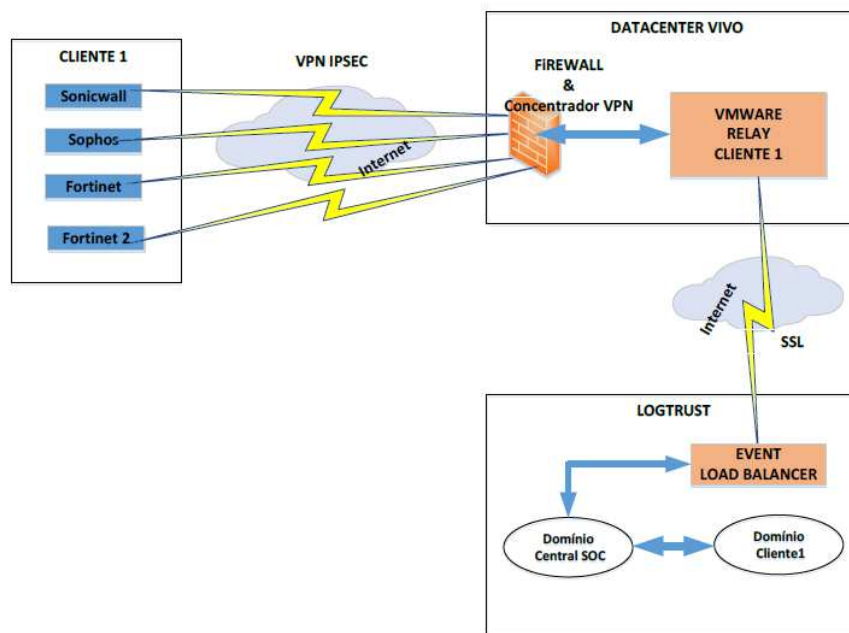 CLIENTE 1
Sonicwall
Sophos
Fortinet
Fortinet 2
VPN IPSEC
Internet
DATACENTER VIVO
FiREWALL
&
Concentrador VPN
VMWARE
RELAY
CLIENTE 1
Internet
SSL
LOGTRUST
EVENT
LOAD BALANCER
Domínio
Central SOC
Domínio
Cliente1